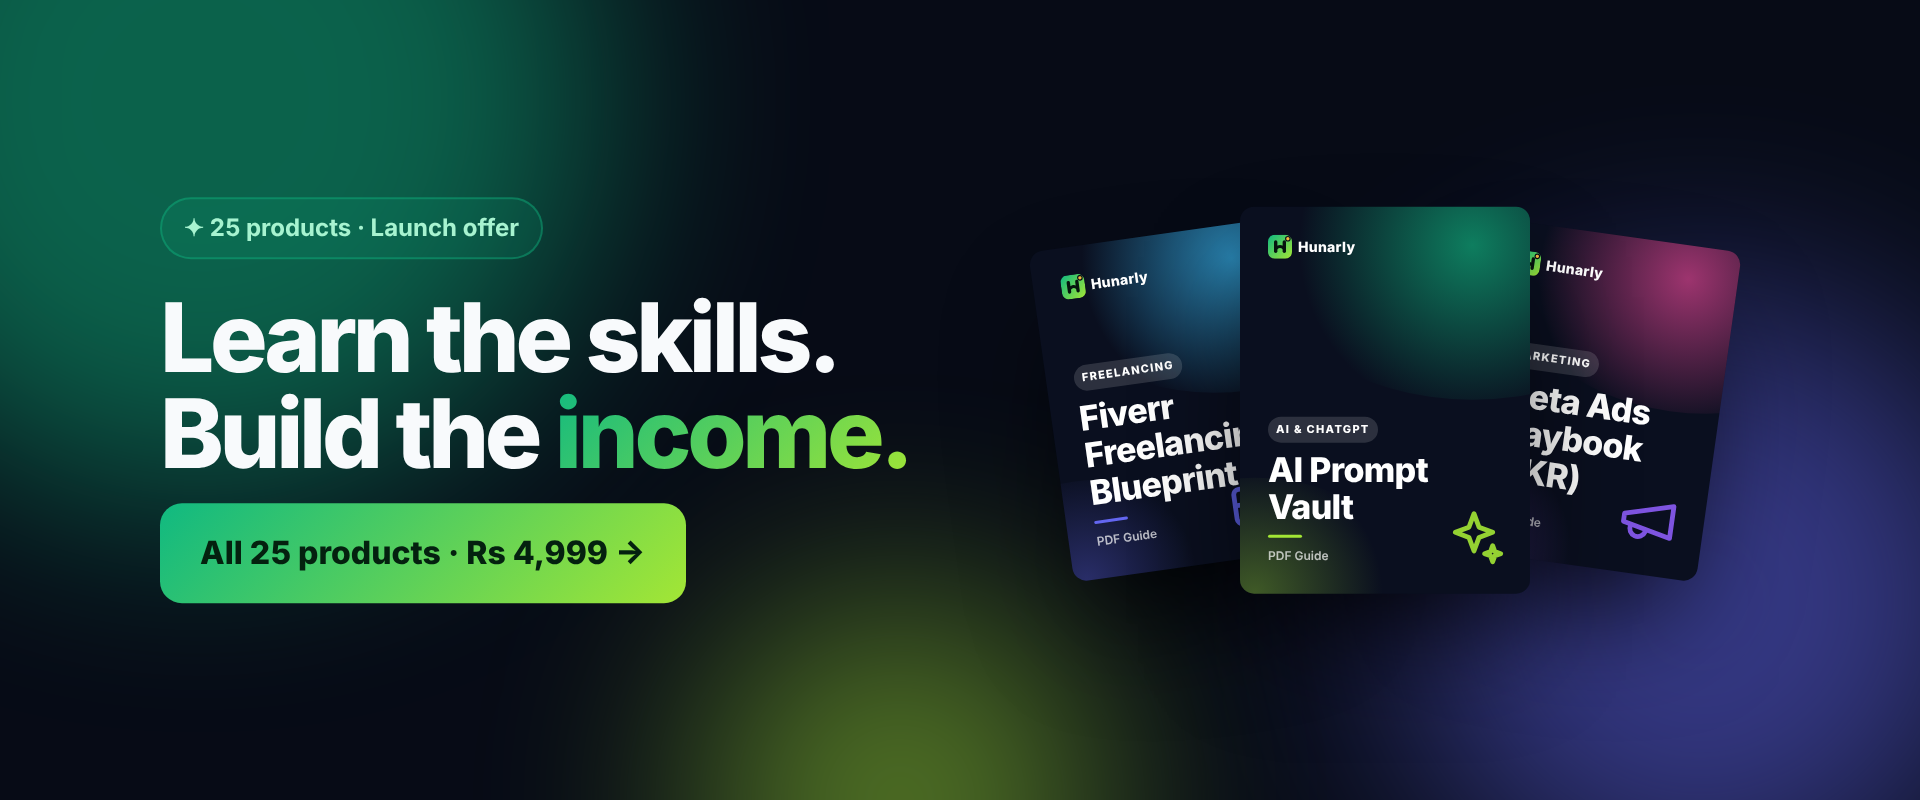 ✦ 25 products · Launch offer
Learn the skills.
Build the income.
All 25 products · Rs 4,999 →
Hunarly
FREELANCING
Fiverr
Blueprint
PDF Guide
Hunarly
AI & CHATGPT
AI Prompt
Vault
PDF Guide
Hunarly
Ads